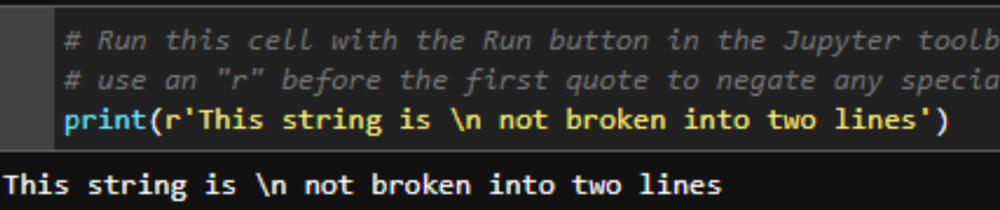 # Run this cell with the Run button in the Jupyter toolb
# use an "r" before the first quote to negate any specia
print(r'This string is \n not broken into two lines')
This string is \n not broken into two lines